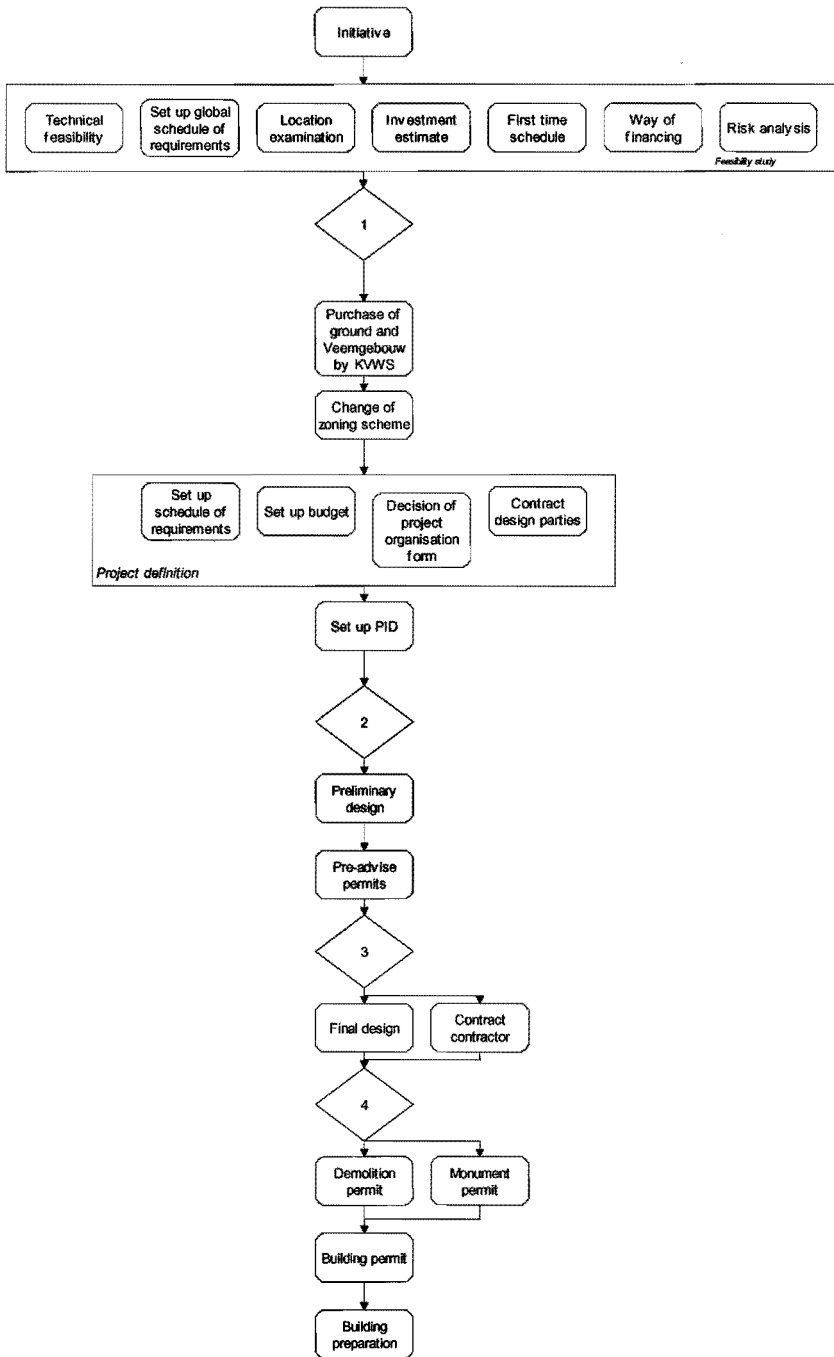 Initiative
Technical
feasibility
Set up global
schedule of
requirements
Location
examination
Investment
estimate
First time
schedule
Way of
financing
Risk analysis
Feasibility study
1
Purchase of
ground and
Veemgebouw
by KVWS
Change of
zoning scheme
Set up
schedule of
requirements
Set up budget
Decision of
project
organisation
form
Contract
design parties
Project definition
Set up PID
2
Preliminary
design
Pre-advise
permits
3
Final design
Contract
contractor
4
Demolition
permit
Monument
permit
Building permit
Building
preparation